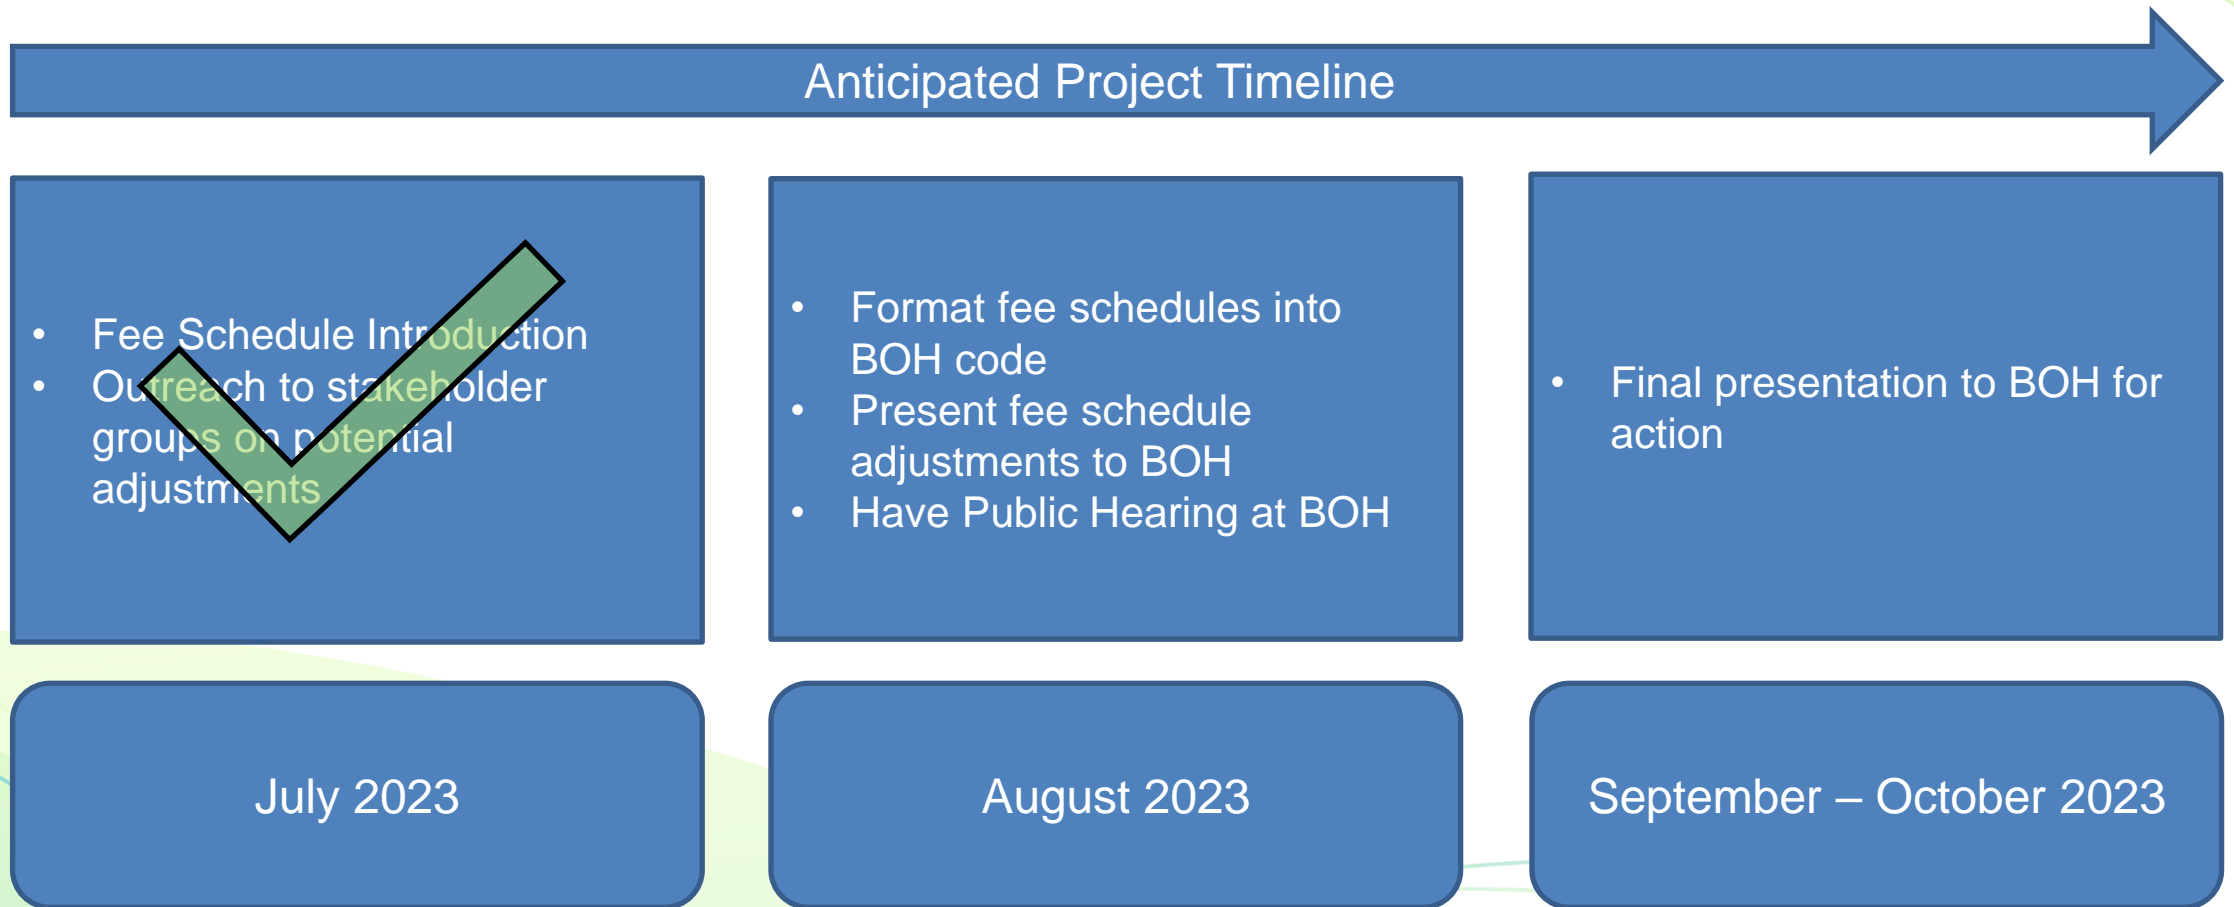 Anticipated Project Timeline
• Fee Schedule Introduction
• Outreach to stakeholder
groups on potential
adjustments
• Format fee schedules into
BOH code
• Present fee schedule
adjustments to BOH
• Have Public Hearing at BOH
• Final presentation to BOH for
action
July 2023
August 2023
September – October 2023